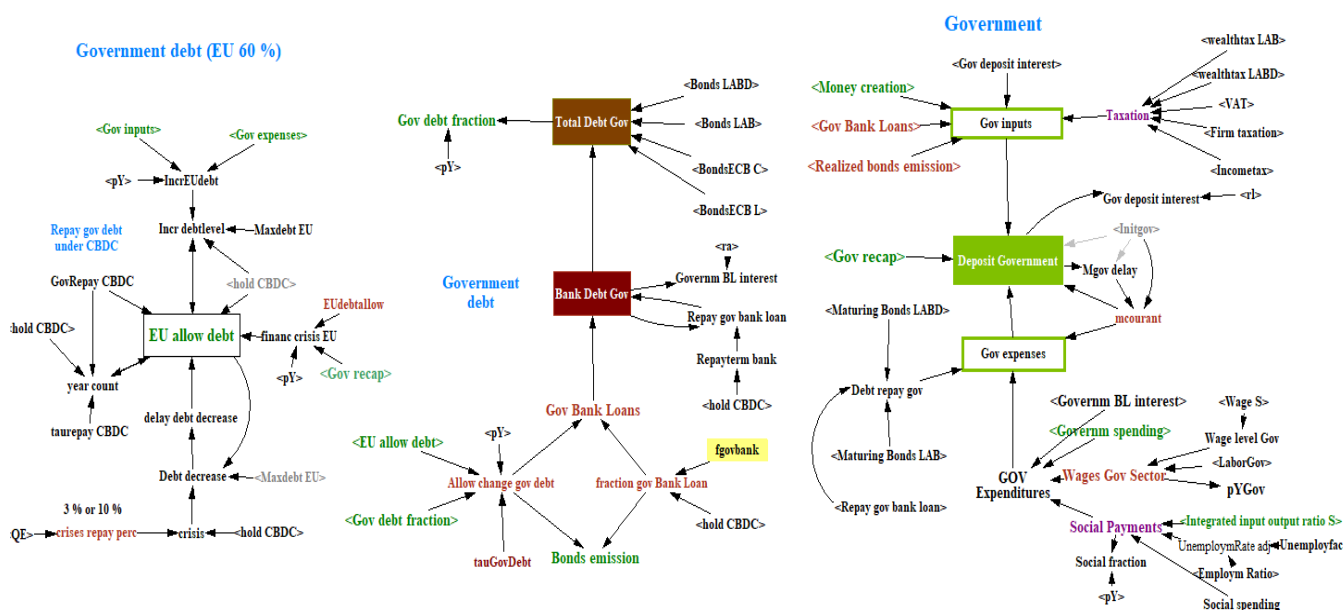 Government debt (EU 60 %)
<Gov inputs>
<Gov expenses>
<pY>
IncrEUdebt
Incr debtlevel
Maxdebt EU
Repay gov debt
under CBDC
GovRepay CBDC
<hold CBDC>
EUdebtallow
hold CBDC>
EU allow debt
financ crisis EU
<pY>
<Gov recap>
year count
taurepay CBDC
delay debt decrease
Debt decrease
<Maxdebt EU>
3 % or 10 %
QE>
crises repay perc
crisis
<hold CBDC>
Gov debt fraction
<pY>
Total Debt Gov
<Bonds LABD>
<Bonds LAB>
<BondsECB C>
<BondsECB L>
<ra>
Governm BL interest
Government
debt
Bank Debt Gov
Repay gov bank loan
Repayterm bank
<hold CBDC>
Gov Bank Loans
<pY>
<EU allow debt>
fgovbank
Allow change gov debt
fraction gov Bank Loan
<Gov debt fraction>
<hold CBDC>
tauGovDebt
Bonds emission
Government
<wealthtax LAB>
<Gov deposit interest>
<wealthtax LABD>
<Money creation>
<VAT>
<Gov Bank Loans>
Gov inputs
Taxation
<Firm taxation>
<Realized bonds emission>
<Incometax>
Gov deposit interest
<rl>
<Initgov>
<Gov recap>
Deposit Government
Mgov delay
<Maturing Bonds LABD>
mcourant
Gov expenses
Debt repay gov
<Governm BL interest>
<Wage S>
<Governm spending>
Wage level Gov
<Maturing Bonds LAB>
<LaborGov>
GOV
Expenditures
Wages Gov Sector
pYGov
<Repay gov bank loan>
Social Payments
<Integrated input output ratio S>
UnemploymRate adj
Unemployfac
Social fraction
<Employm Ratio>
<pY>
Social spending